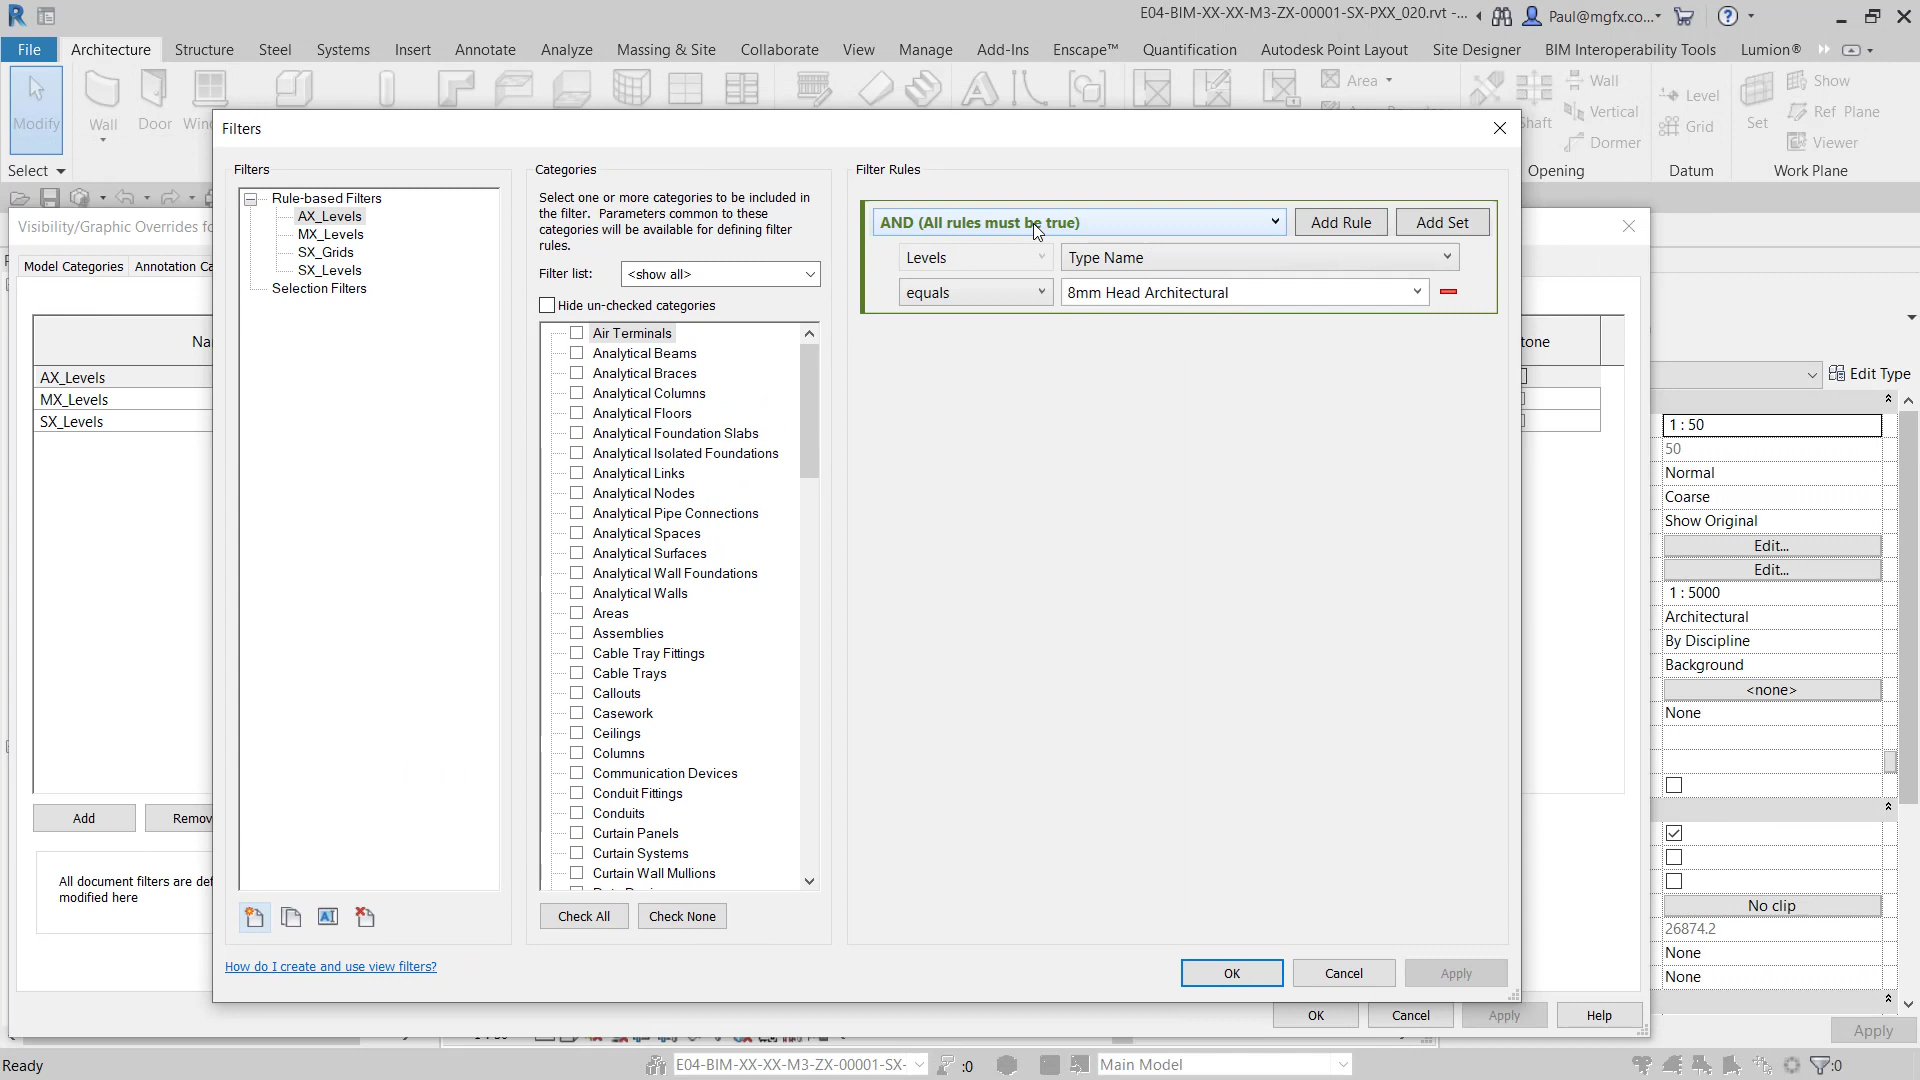 E04-BIM-XX-XX-M3-ZX-00001-SX-PXX_020.rvt -...
Paul@mgfx.co...
File
Architecture
Structure
Steel
Systems
Insert
Annotate
Analyze
Massing & Site
Collaborate
View
Manage
Add-Ins
Enscape™
Quantification
Autodesk Point Layout
Site Designer
BIM Interoperability Tools
Lumion®
Modify
Wall
Door
Area
Shaft
Wall
Vertical
Dormer
Level
Grid
Set
Show
Ref Plane
Viewer
Select
Opening
Datum
Work Plane
Filters
Visibility/Graphic Overrides fo
Model Categories
Annotation Ca
AX_Levels
MX_Levels
SX_Levels
Add
Remov
All document filters are def
modified here
Filters
Rule-based Filters
AX_Levels
MX_Levels
SX_Grids
SX_Levels
Selection Filters
How do I create and use view filters?
Categories
Select one or more categories to be included in
the filter. Parameters common to these
categories will be available for defining filter
rules.
Filter list:
<show all>
Hide un-checked categories
Air Terminals
Analytical Beams
Analytical Braces
Analytical Columns
Analytical Floors
Analytical Foundation Slabs
Analytical Isolated Foundations
Analytical Links
Analytical Nodes
Analytical Pipe Connections
Analytical Spaces
Analytical Surfaces
Analytical Wall Foundations
Analytical Walls
Areas
Assemblies
Cable Tray Fittings
Cable Trays
Callouts
Casework
Ceilings
Columns
Communication Devices
Conduit Fittings
Conduits
Curtain Panels
Curtain Systems
Curtain Wall Mullions
Check All
Check None
Filter Rules
AND (All rules must be true)
Add Rule
Add Set
Levels
Type Name
equals
8mm Head Architectural
OK
Cancel
Apply
tone
OK
Cancel
Apply
Help
Edit Type
1 : 50
50
Normal
Coarse
Show Original
Edit...
Edit...
1 : 5000
Architectural
By Discipline
Background
<none>
None
No clip
26874.2
None
None
Apply
Ready
E04-BIM-XX-XX-M3-ZX-00001-SX-
:0
Main Model
:0